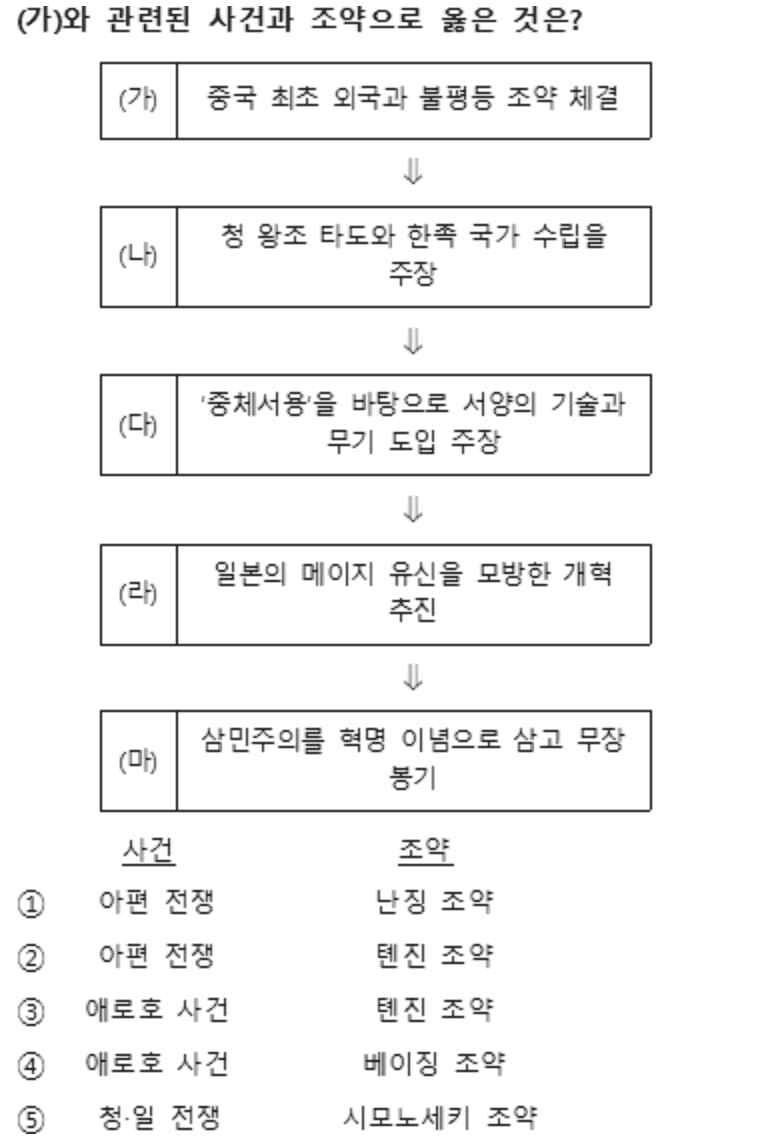 (가)와 관련된 사건과 조약으로 옳은 것은?
(가) 중국 최초 외국과 불평등 조약 체결
⇓
(나) 청 왕조 타도와 한족 국가 수립을
주장
⇓
(다) '중체서용'을 바탕으로 서양의 기술과
무기 도입 주장
⇓
(라) 일본의 메이지 유신을 모방한 개혁
추진
⇓
(마) 삼민주의를 혁명 이념으로 삼고 무장
봉기
사건 조약
① 아편 전쟁 난징 조약
② 아편 전쟁 톈진 조약
③ 애로호 사건 톈진 조약
④ 애로호 사건 베이징 조약
⑤ 청·일 전쟁 시모노세키 조약